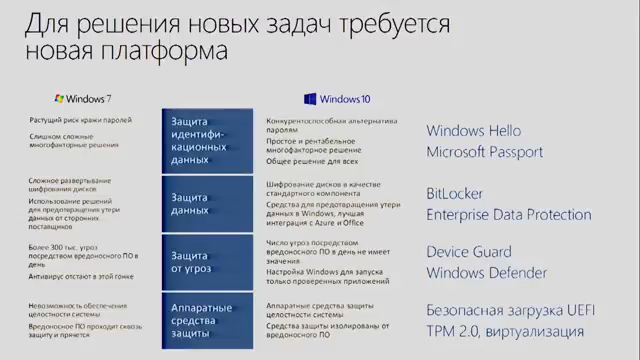 Для решения новых задач требуется
новая платформа
Windows 7
Windows 10
Растущий риск кражи паролей
Слишком сложные
многофакторные решения
Защита
идентифи-
кационных
данных
Конкурентоспособная альтернатива
паролям
Простое и рентабельное
многофакторное решение
Общее решение для всех
Windows Hello
Microsoft Passport
Сложное развертывание
шифрования дисков
Использование решений
для предотвращения утери
данных от сторонних
поставщиков
Защита
данных
Шифрование дисков в качестве
стандартного компонента
Средства для предотвращения утери
данных в Windows, лучшая
интеграция с Azure и Office
BitLocker
Enterprise Data Protection
Более 300 тыс. угроз
посредством вредоносного ПО в
день
Антивирус отстают в этой гонке
Защита
от угроз
Число угроз посредством
вредоносного ПО в день не имеет
значения
Настройка Windows для запуска
только проверенных приложений
Device Guard
Windows Defender
Невозможность обеспечения
целостности системы
Вредоносное ПО проходит сквозь
защиту и прячется
Аппаратные
средства
защиты
Аппаратные средства защиты
целостности системы
Средства защиты изолированы от
вредоносного ПО
Безопасная загрузка UEFI
TPM 2.0, виртуализация